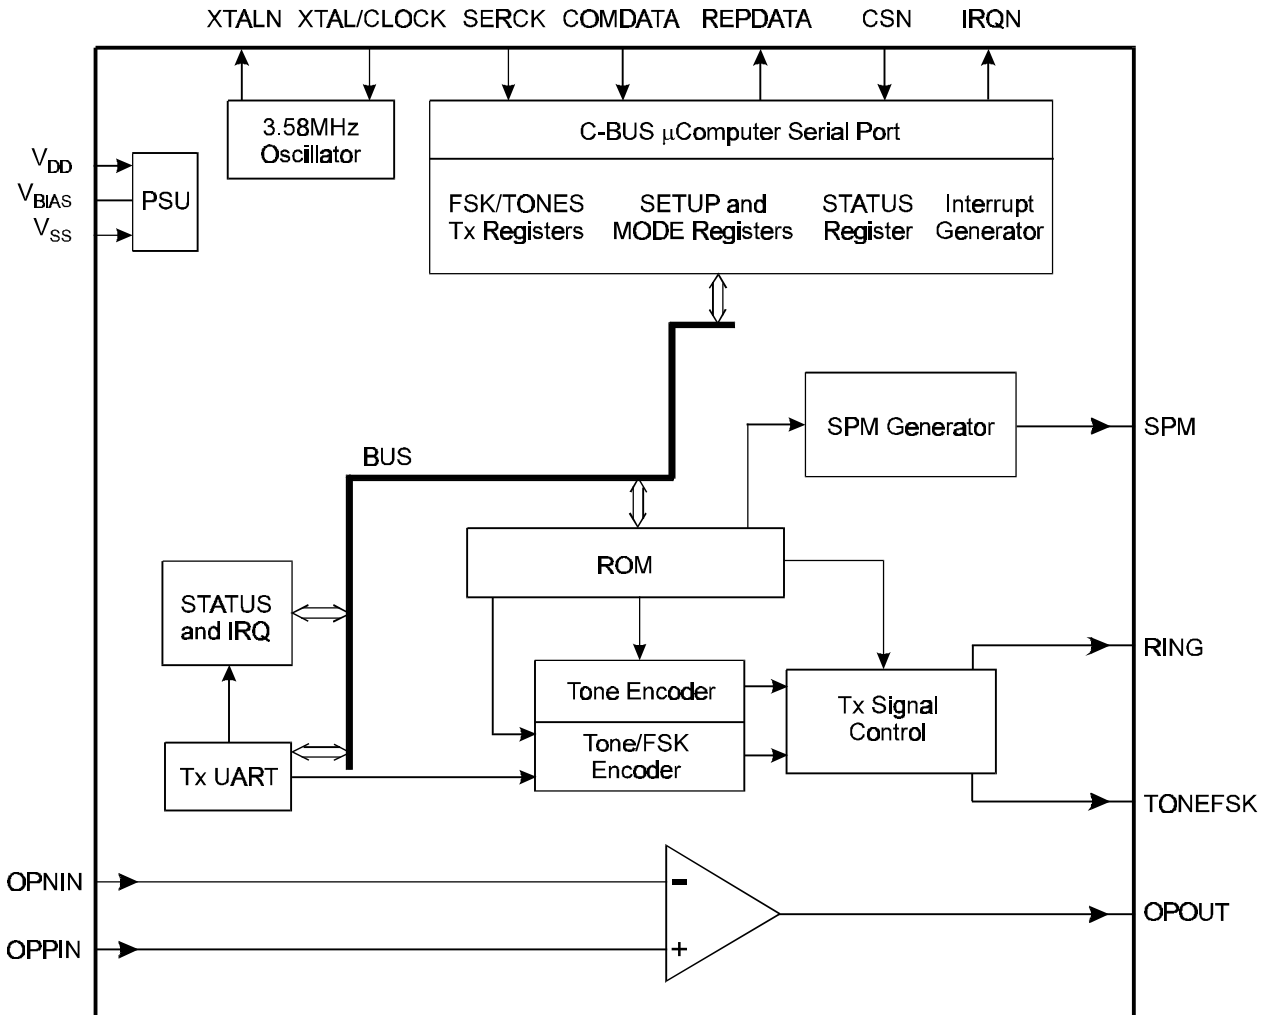 XTALN XTAL/CLOCK SERCK COMDATA REPDATA CSN IRQN
3.58MHz
Oscillator
C-BUS µComputer Serial Port
VDD
VBIAS
VSS
PSU
FSK/TONES
Tx Registers
SETUP and
MODE Registers
STATUS
Register
Interrupt
Generator
SPM Generator
SPM
BUS
ROM
STATUS
and IRQ
Tone Encoder
Tone/FSK
Encoder
Tx Signal
Control
RING
Tx UART
TONEFSK
OPNIN
-
OPOUT
OPPIN
+